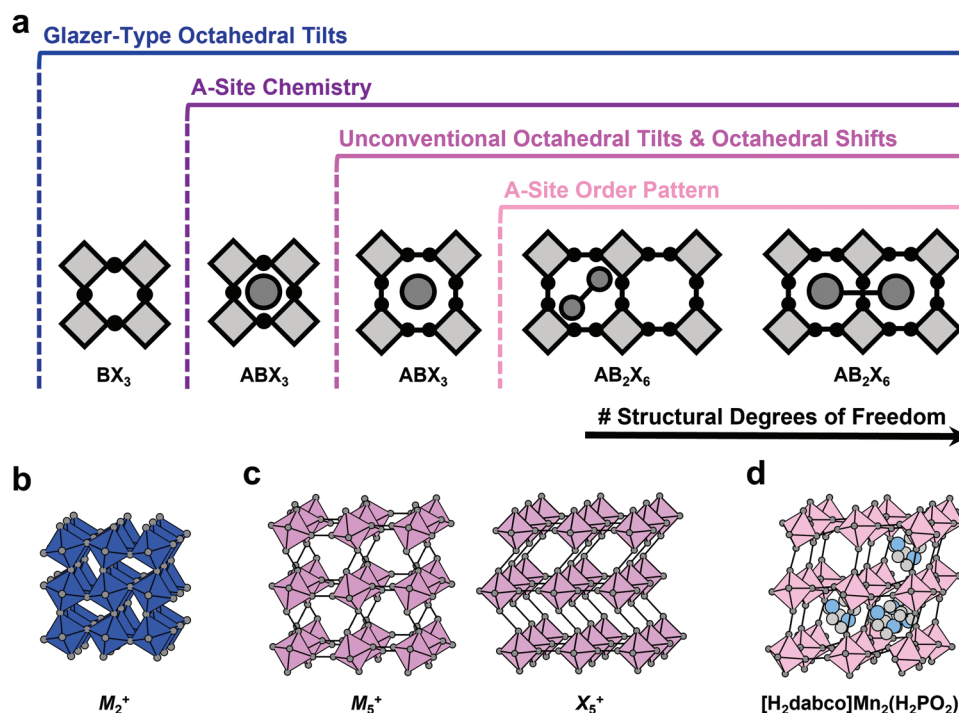 a
Glazer-Type Octahedral Tilts
A-Site Chemistry
Unconventional Octahedral Tilts & Octahedral Shifts
A-Site Order Pattern
BX₃ ABX₃ ABX₃ AB₂X₆ AB₂X₆
# Structural Degrees of Freedom
b c d
M₂⁺ M₅⁺ X₅⁺ [H₂dabco]Mn₂(H₂PO₂)